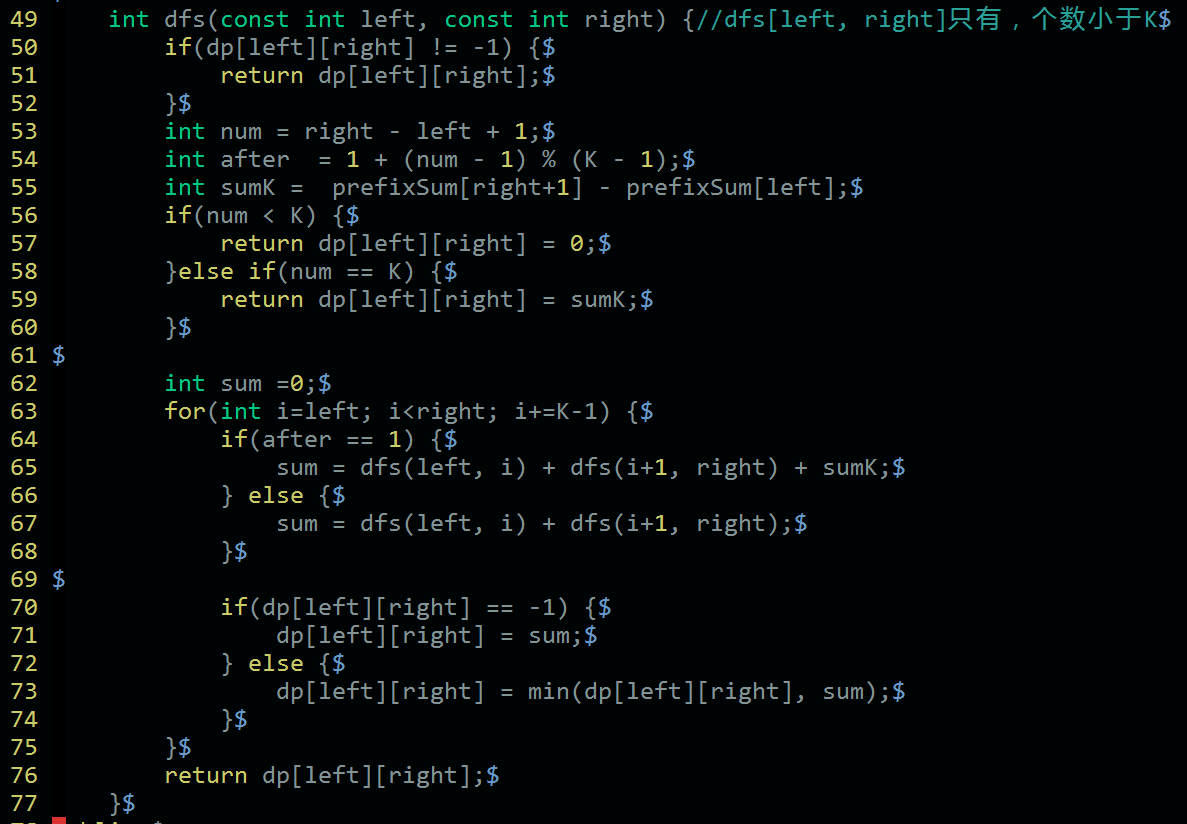 49     int dfs(const int left, const int right) {//dfs[left, right]只有，个数小于K$
50         if(dp[left][right] != -1) {$
51             return dp[left][right];$
52         }$
53         int num = right - left + 1;$
54         int after  = 1 + (num - 1) % (K - 1);$
55         int sumK =  prefixSum[right+1] - prefixSum[left];$
56         if(num < K) {$
57             return dp[left][right] = 0;$
58         }else if(num == K) {$
59             return dp[left][right] = sumK;$
60         }$
61 $
62         int sum =0;$
63         for(int i=left; i<right; i+=K-1) {$
64             if(after == 1) {$
65                 sum = dfs(left, i) + dfs(i+1, right) + sumK;$
66             } else {$
67                 sum = dfs(left, i) + dfs(i+1, right);$
68             }$
69 $
70             if(dp[left][right] == -1) {$
71                 dp[left][right] = sum;$
72             } else {$
73                 dp[left][right] = min(dp[left][right], sum);$
74             }$
75         }$
76         return dp[left][right];$
77     }$